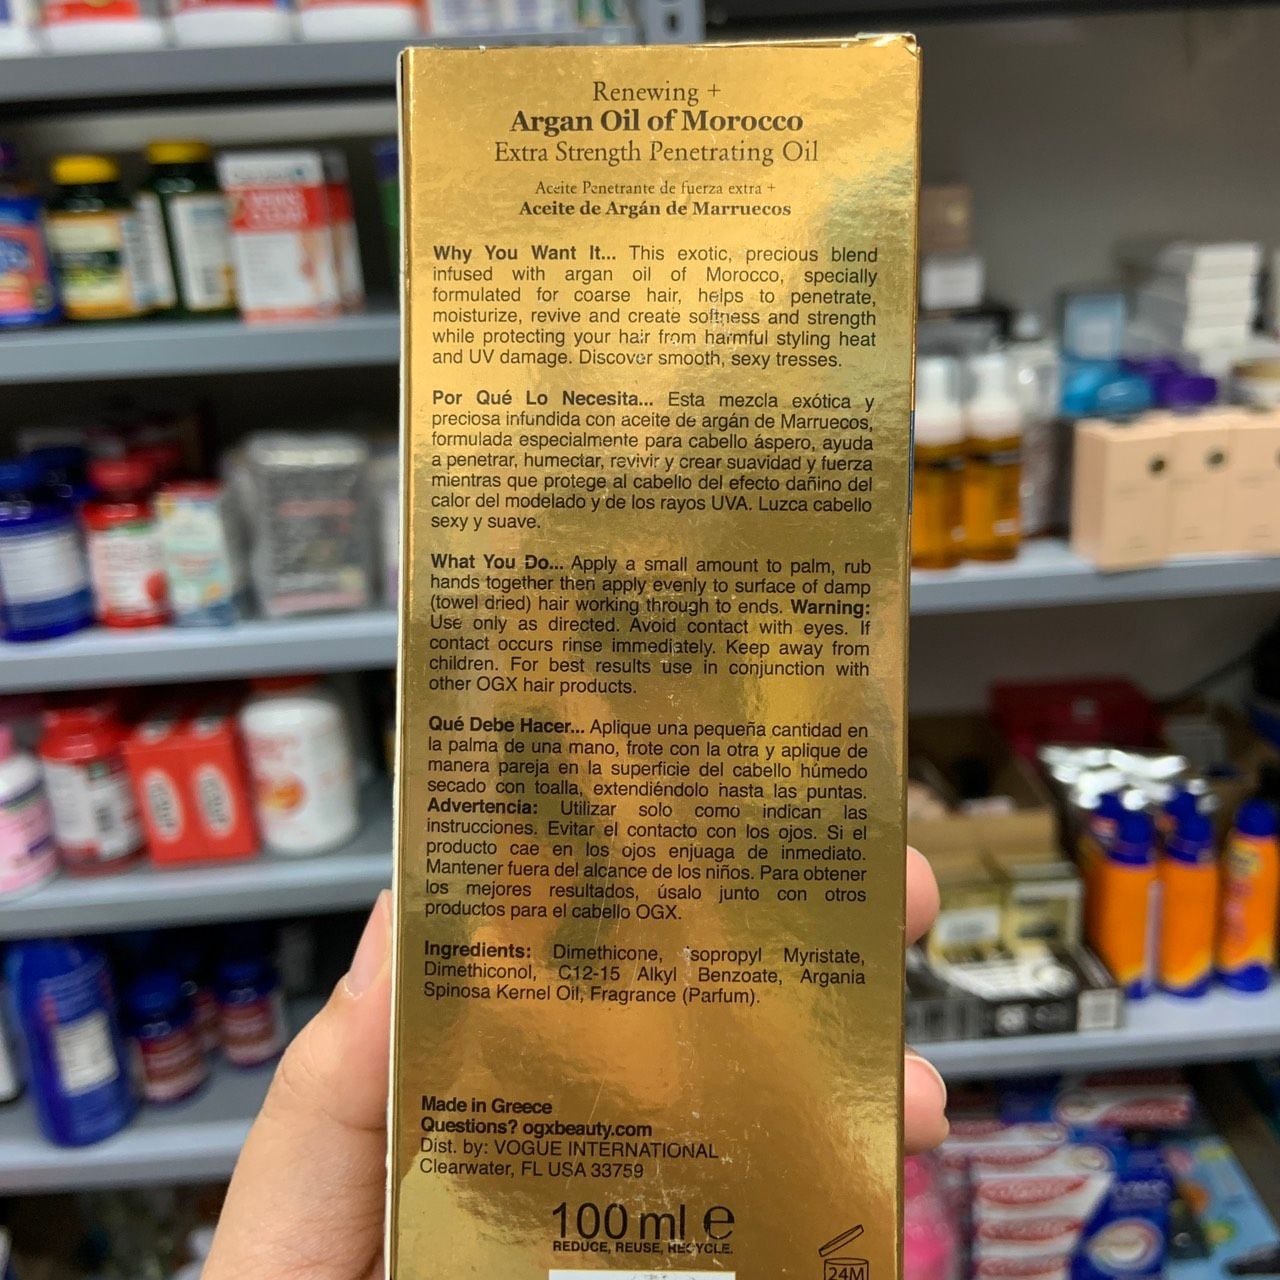 Renewing +
Argan Oil of Morocco
Extra Strength Penetrating Oil
Aceite Penetrante de fuerza extra +
Aceite de Argán de Marruecos
Why You Want It... This exotic, precious blend
infused with argan oil of Morocco, specially
formulated for coarse hair, helps to penetrate,
moisturize, revive and create softness and strength
while protecting your hair from harmful styling heat
and UV damage. Discover smooth, sexy tresses.
Por Qué Lo Necesita... Esta mezcla exótica y
preciosa infundida con aceite de argán de Marruecos,
formulada especialmente para cabello áspero, ayuda
a penetrar, humectar, revivir y crear suavidad y fuerza
mientras que protege al cabello del efecto dañino del
calor del modelado y de los rayos UVA. Luzca cabello
sexy y suave.
What You Do... Apply a small amount to palm, rub
hands together then apply evenly to surface of damp
(towel dried) hair working through to ends. Warning:
Use only as directed. Avoid contact with eyes. If
contact occurs rinse immediately. Keep away from
children. For best results use in conjunction with
other OGX hair products.
Qué Debe Hacer... Aplique una pequeña cantidad en
la palma de una mano, frote con la otra y aplique de
manera pareja en la superficie del cabello húmedo
secado con toalla, extendiéndolo hasta las puntas.
Advertencia: Utilizar solo como indican las
instrucciones. Evitar el contacto con los ojos. Si el
producto cae en los ojos enjuaga de inmediato.
Mantener fuera del alcance de los niños. Para obtener
los mejores resultados, úsalo junto con otros
productos para el cabello OGX.
Ingredients: Dimethicone, Isopropyl Myristate,
Dimethiconol, C12-15 Alkyl Benzoate, Argania
Spinosa Kernel Oil, Fragrance (Parfum).
Made in Greece
Questions? ogxbeauty.com
Dist. by: VOGUE INTERNATIONAL
Clearwater, FL USA 33759
100 ml e
REDUCE, REUSE, RECYCLE.
24M